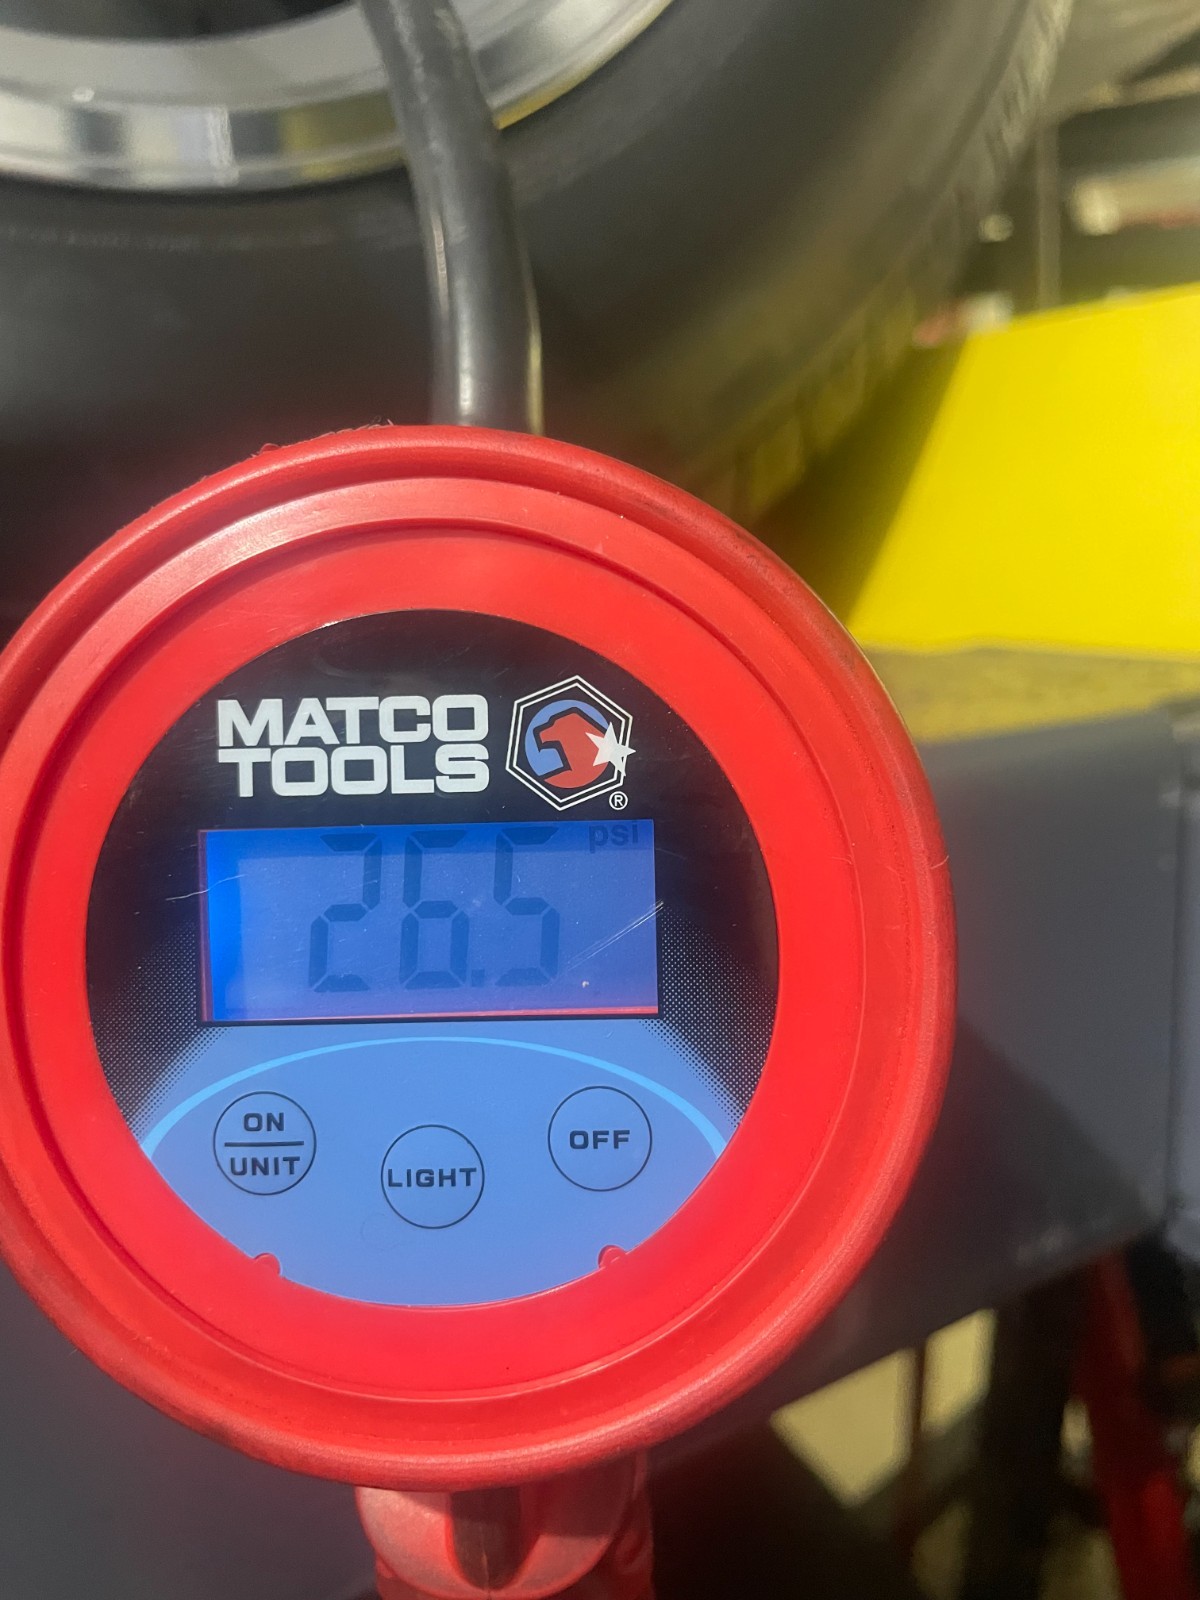 MATCO
TOOLS
®
psi
26.5
ON
UNIT
LIGHT
OFF